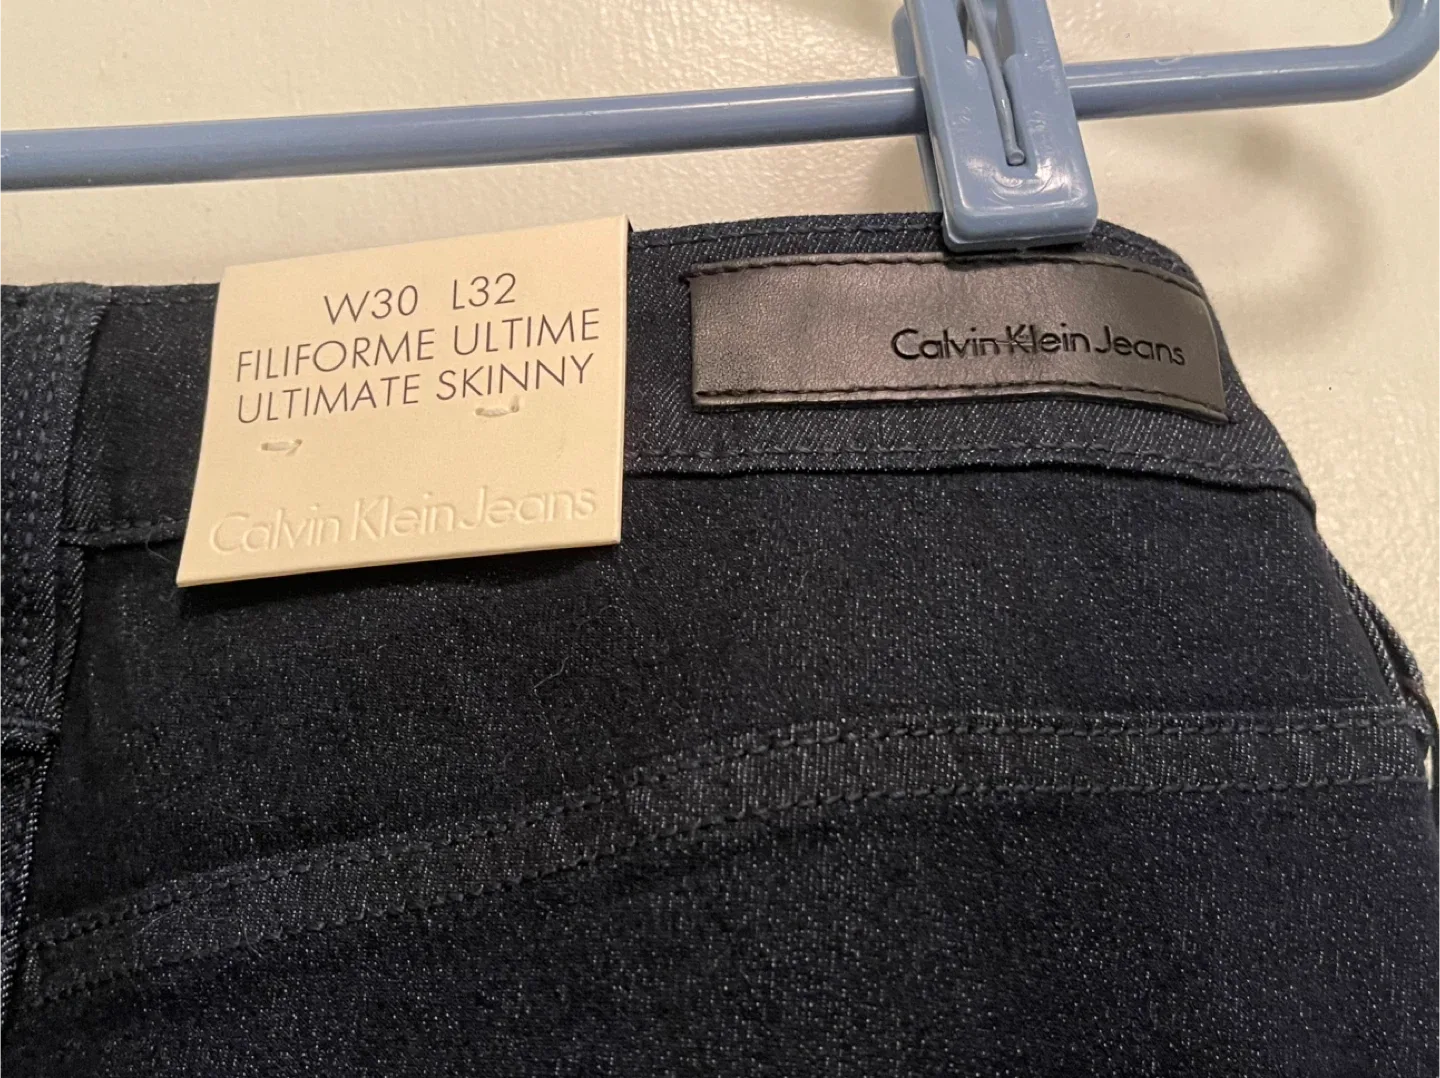 W30 L32
FILIFORME ULTIME
ULTIMATE SKINNY
Calvin Klein Jeans
Calvin Klein Jeans